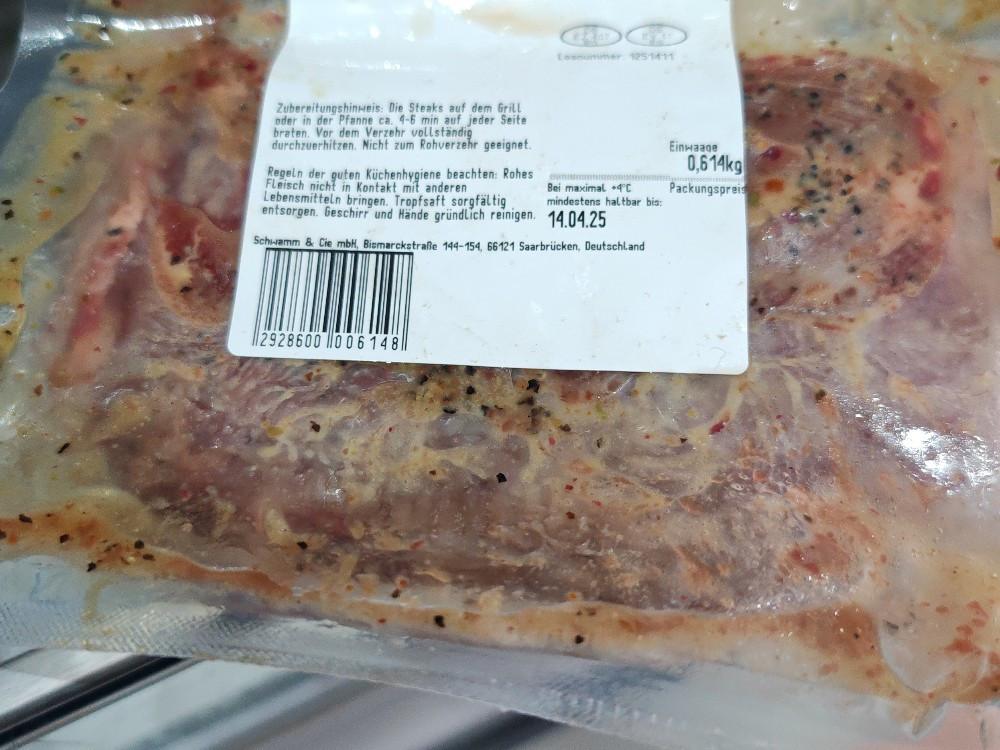 Losnummer: 1251411
Zubereitungshinweis: Die Steaks auf dem Grill
oder in der Pfanne ca. 4-6 min auf jeder Seite
braten. Vor dem Verzehr vollständig
durchzuerhitzen. Nicht zum Rohverzehr geeignet.
Einwaage
0,614kg
Regeln der guten Küchenhygiene beachten: Rohes
Fleisch nicht in Kontakt mit anderen
Lebensmitteln bringen. Tropfsaft sorgfältig
entsorgen. Geschirr und Hände gründlich reinigen.
Bei maximal +4°C
mindestens haltbar bis:
14.04.25
Packungspreis
Schwamm & Cie mbH, Bismarckstraße 144-154, 66121 Saarbrücken, Deutschland
2928600 006148